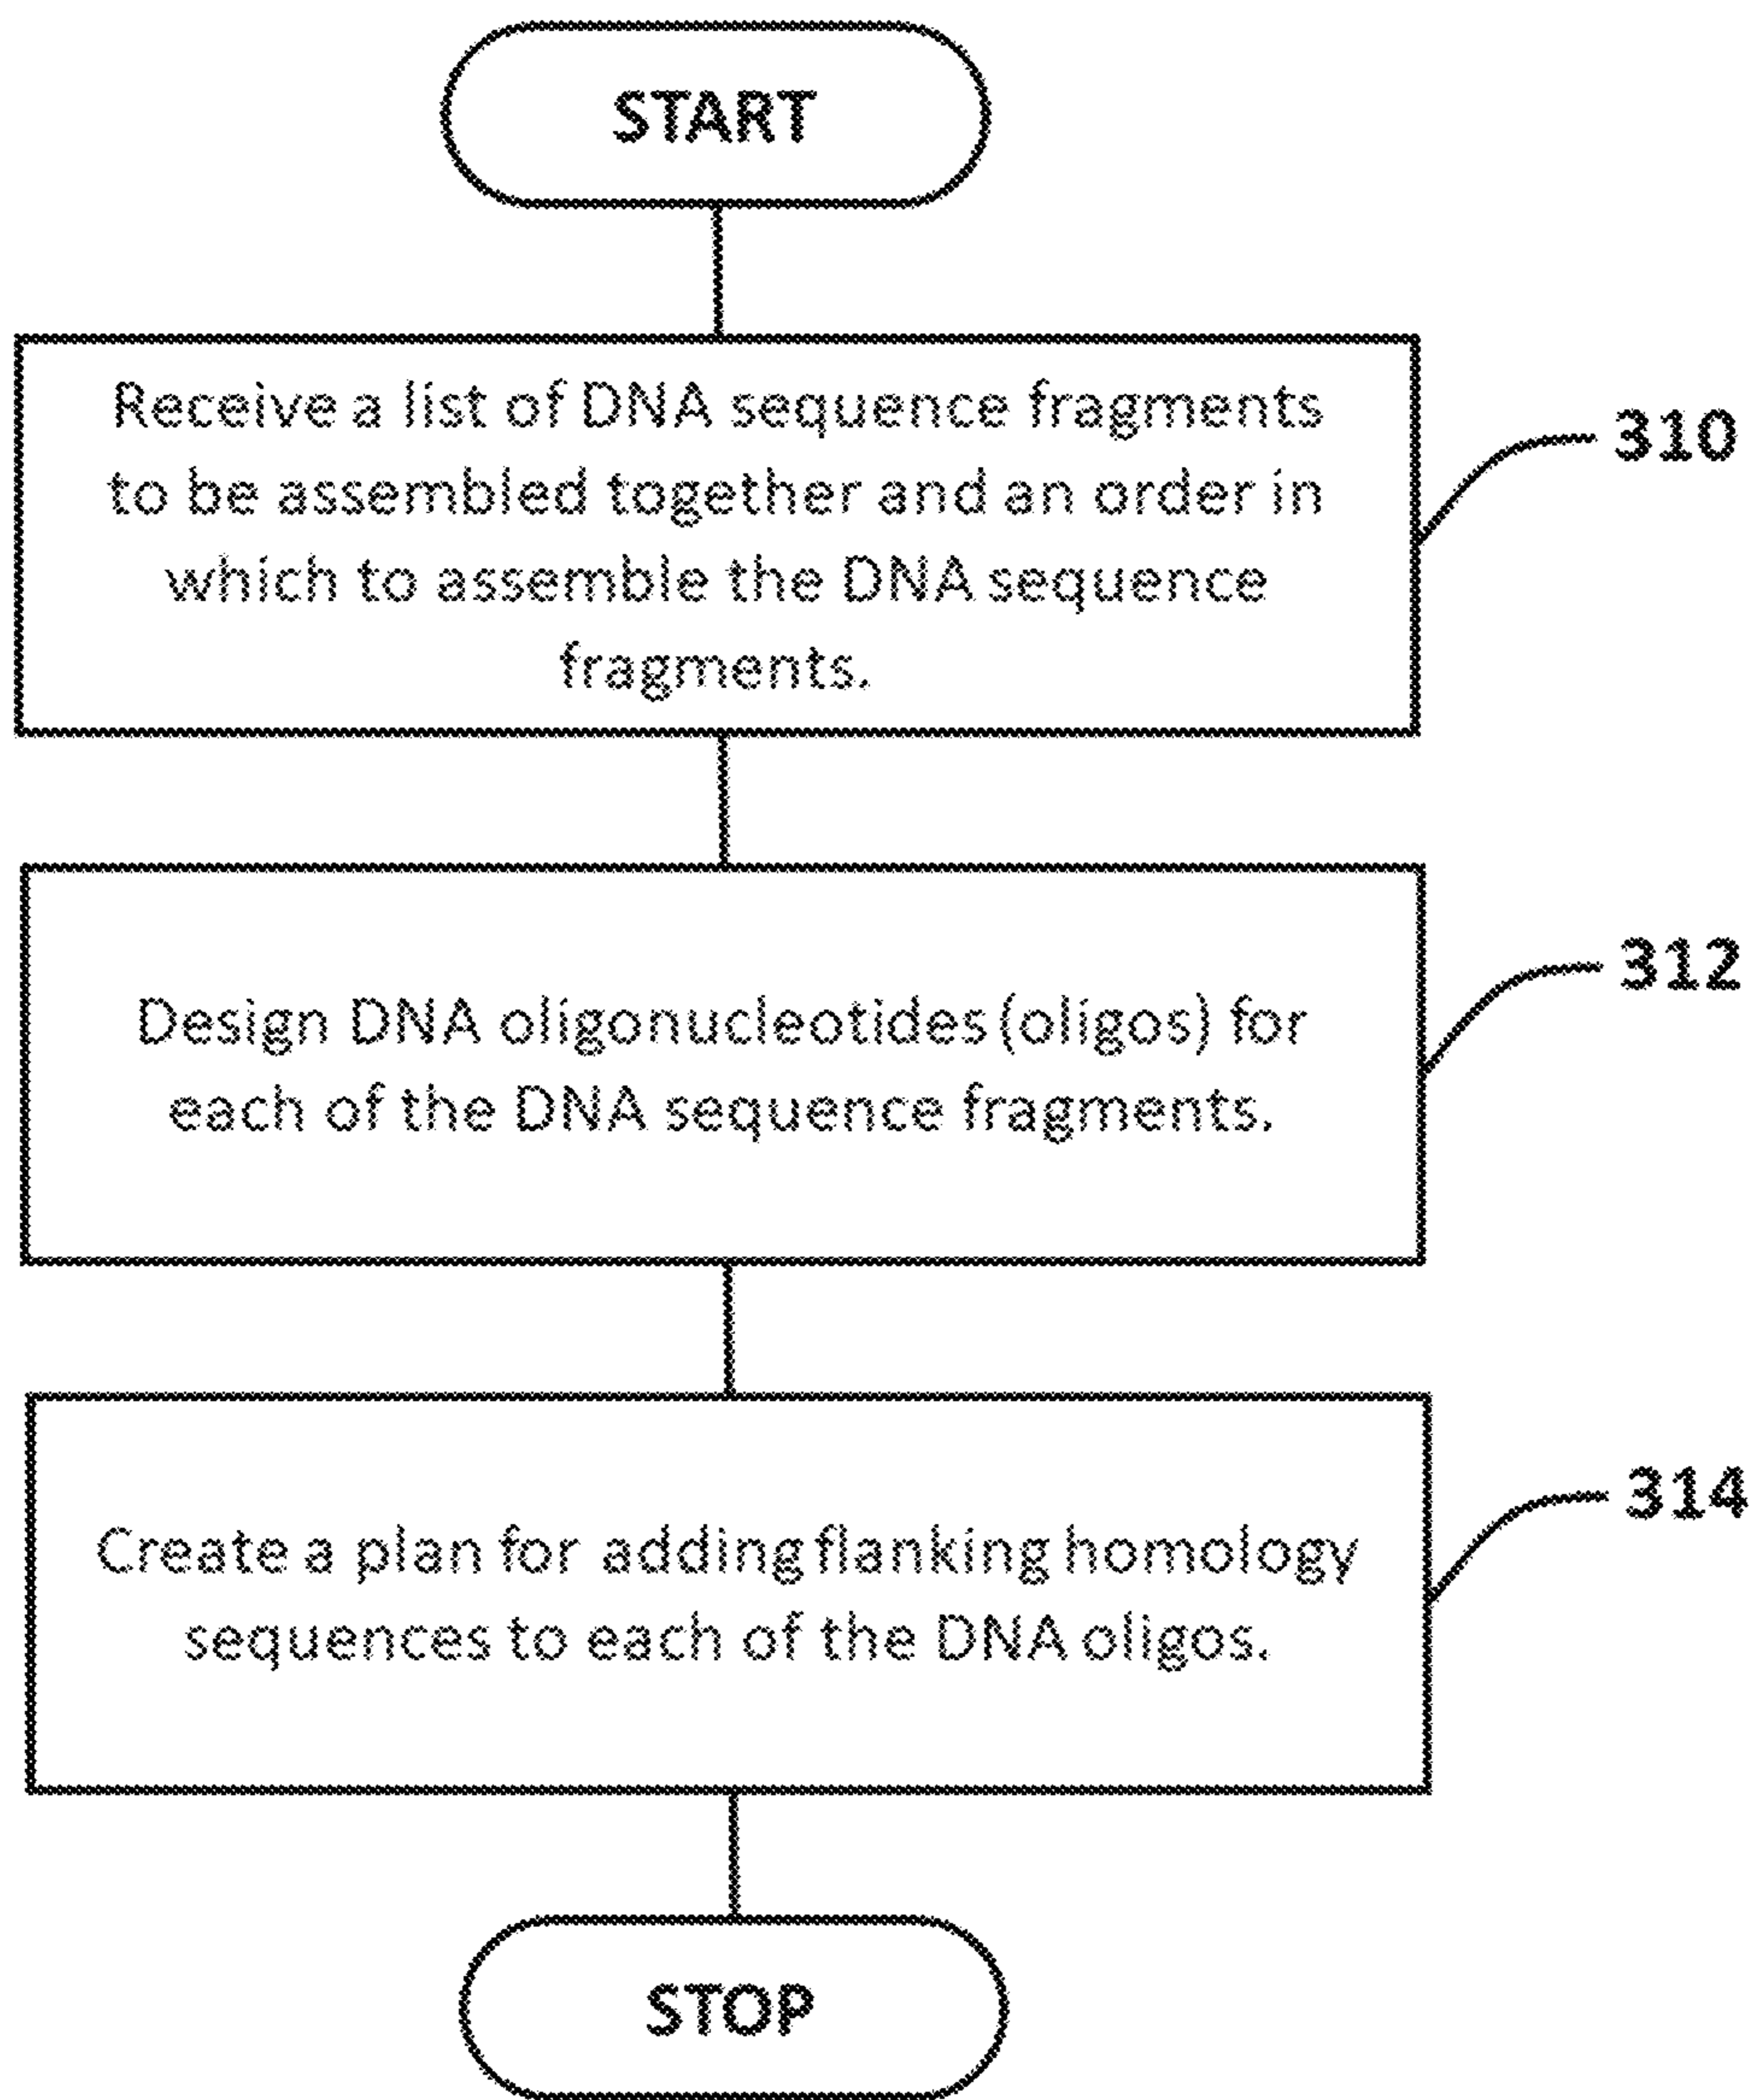 START
Receive a list of DNA sequence fragments
to be assembled together and an order in
which to assemble the DNA sequence
fragments.
310
Design DNA oligonucleotides (oligos) for
each of the DNA sequence fragments.
312
Create a plan for adding flanking homology
sequences to each of the DNA oligos.
314
STOP